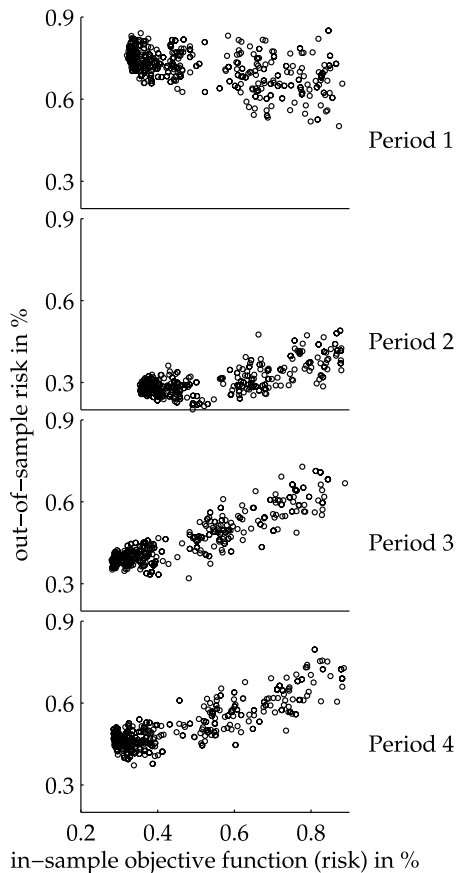 0.9
0.6
0.3
Period 1
0.9
0.6
0.3
Period 2
0.9
0.6
0.3
Period 3
0.9
0.6
0.3
Period 4
out−of−sample risk in %
0.2 0.4 0.6 0.8
in−sample objective function (risk) in %